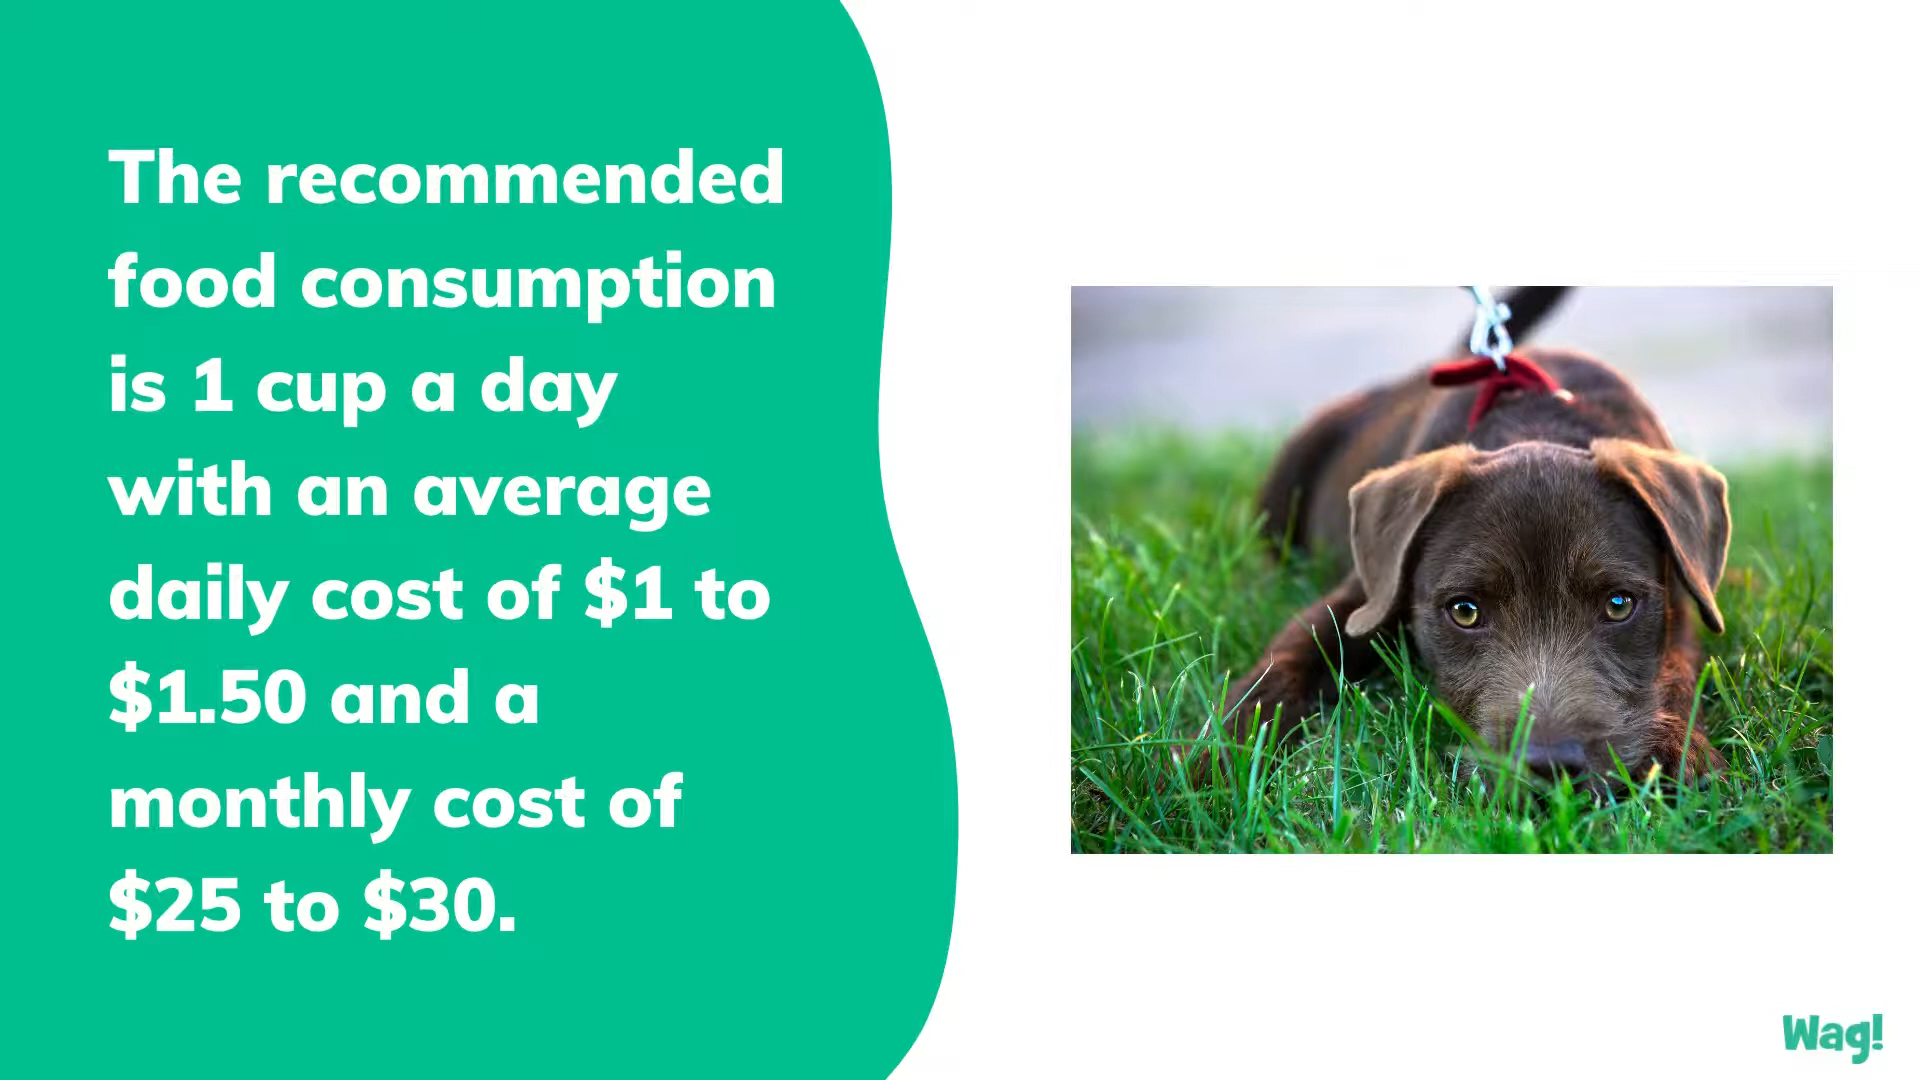 The recommended
food consumption
is 1 cup a day
with an average
daily cost of $1 to
$1.50 and a
monthly cost of
$25 to $30.
Wag!